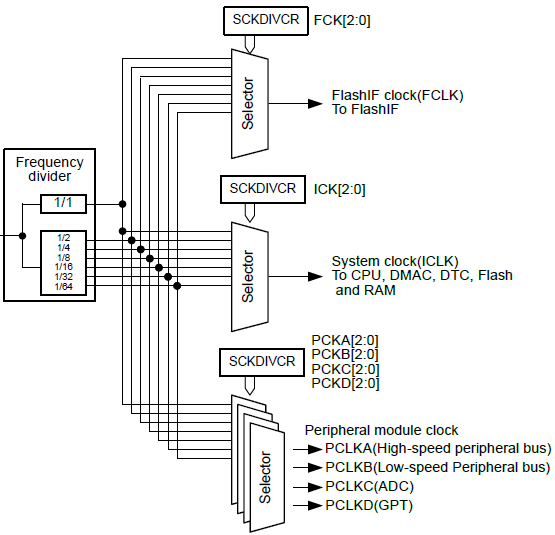 SCKDIVCR FCK[2:0]
Selector
FlashIF clock(FCLK)
To FlashIF
Frequency
divider
1/1
1/2
1/4
1/8
1/16
1/32
1/64
SCKDIVCR ICK[2:0]
Selector
System clock(ICLK)
To CPU, DMAC, DTC, Flash
and RAM
SCKDIVCR
PCKA[2:0]
PCKB[2:0]
PCKC[2:0]
PCKD[2:0]
Selector
Peripheral module clock
PCLKA(High-speed peripheral bus)
PCLKB(Low-speed Peripheral bus)
PCLKC(ADC)
PCLKD(GPT)